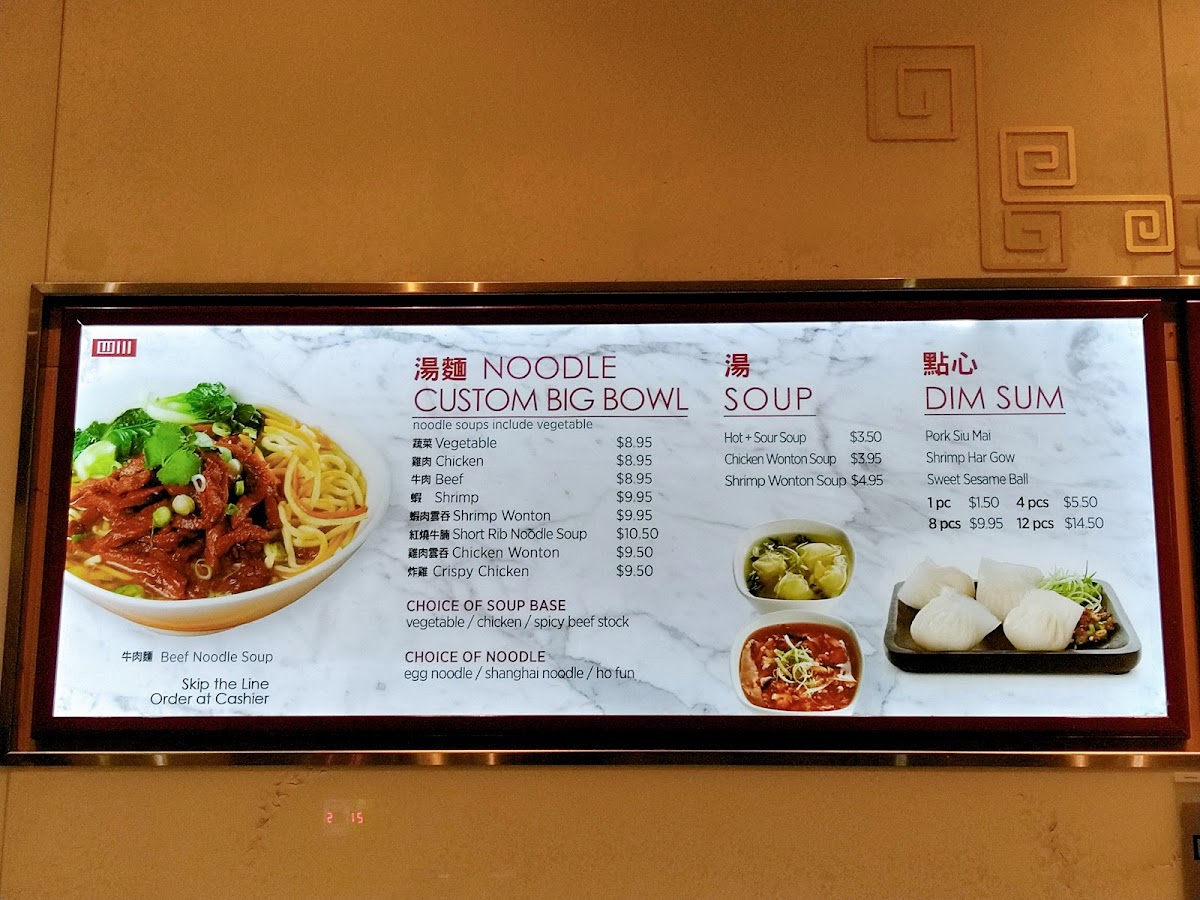 四川
湯麵 NOODLE
CUSTOM BIG BOWL
noodle soups include vegetable
蔬菜 Vegetable $8.95
雞肉 Chicken $8.95
牛肉 Beef $8.95
蝦 Shrimp $9.95
蝦肉雲吞 Shrimp Wonton $9.95
紅燒牛腩 Short Rib Noodle Soup $10.50
雞肉雲吞 Chicken Wonton $9.50
炸雞 Crispy Chicken $9.50
CHOICE OF SOUP BASE
vegetable / chicken / spicy beef stock
CHOICE OF NOODLE
egg noodle / shanghai noodle / ho fun
牛肉麵 Beef Noodle Soup
Skip the Line
Order at Cashier
湯
SOUP
Hot + Sour Soup $3.50
Chicken Wonton Soup $3.95
Shrimp Wonton Soup $4.95
點心
DIM SUM
Pork Siu Mai
Shrimp Har Gow
Sweet Sesame Ball
1 pc $1.50 4 pcs $5.50
8 pcs $9.95 12 pcs $14.50
2 15